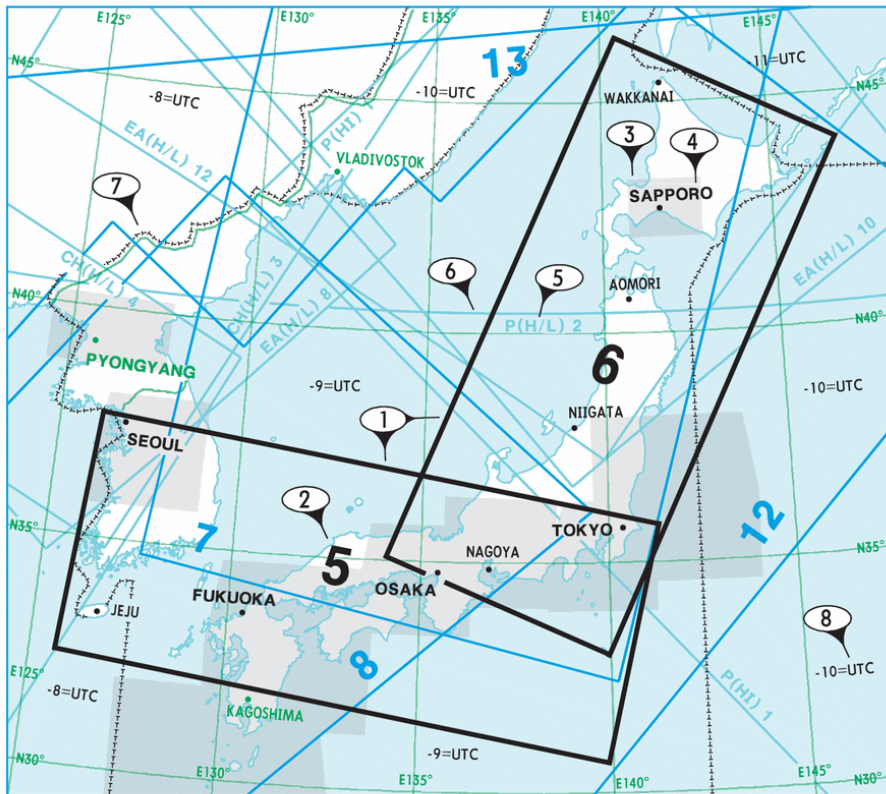 E125°
E130°
E135°
E140°
E145°
N45°
13
-11=UTC
-8=UTC
-10=UTC
N45°
WAKKANAI
P(HI) 1
EA(H/L) 12
3
4
VLADIVOSTOK
7
SAPPORO
CH(H/L) 3
EA(H/L) 10
6
5
CH(H/L) 4
EA(H/L) 8
AOMORI
N40°
P(H/L) 2
N40°
PYONGYANG
6
-9=UTC
-10=UTC
1
NIIGATA
SEOUL
2
12
N35°
7
TOKYO
5
NAGOYA
N35°
OSAKA
FUKUOKA
JEJU
8
8
-10=UTC
E125°
-8=UTC
P(HI) 1
KAGOSHIMA
-9=UTC
N30°
E130°
E135°
E140°
E145°
N30°